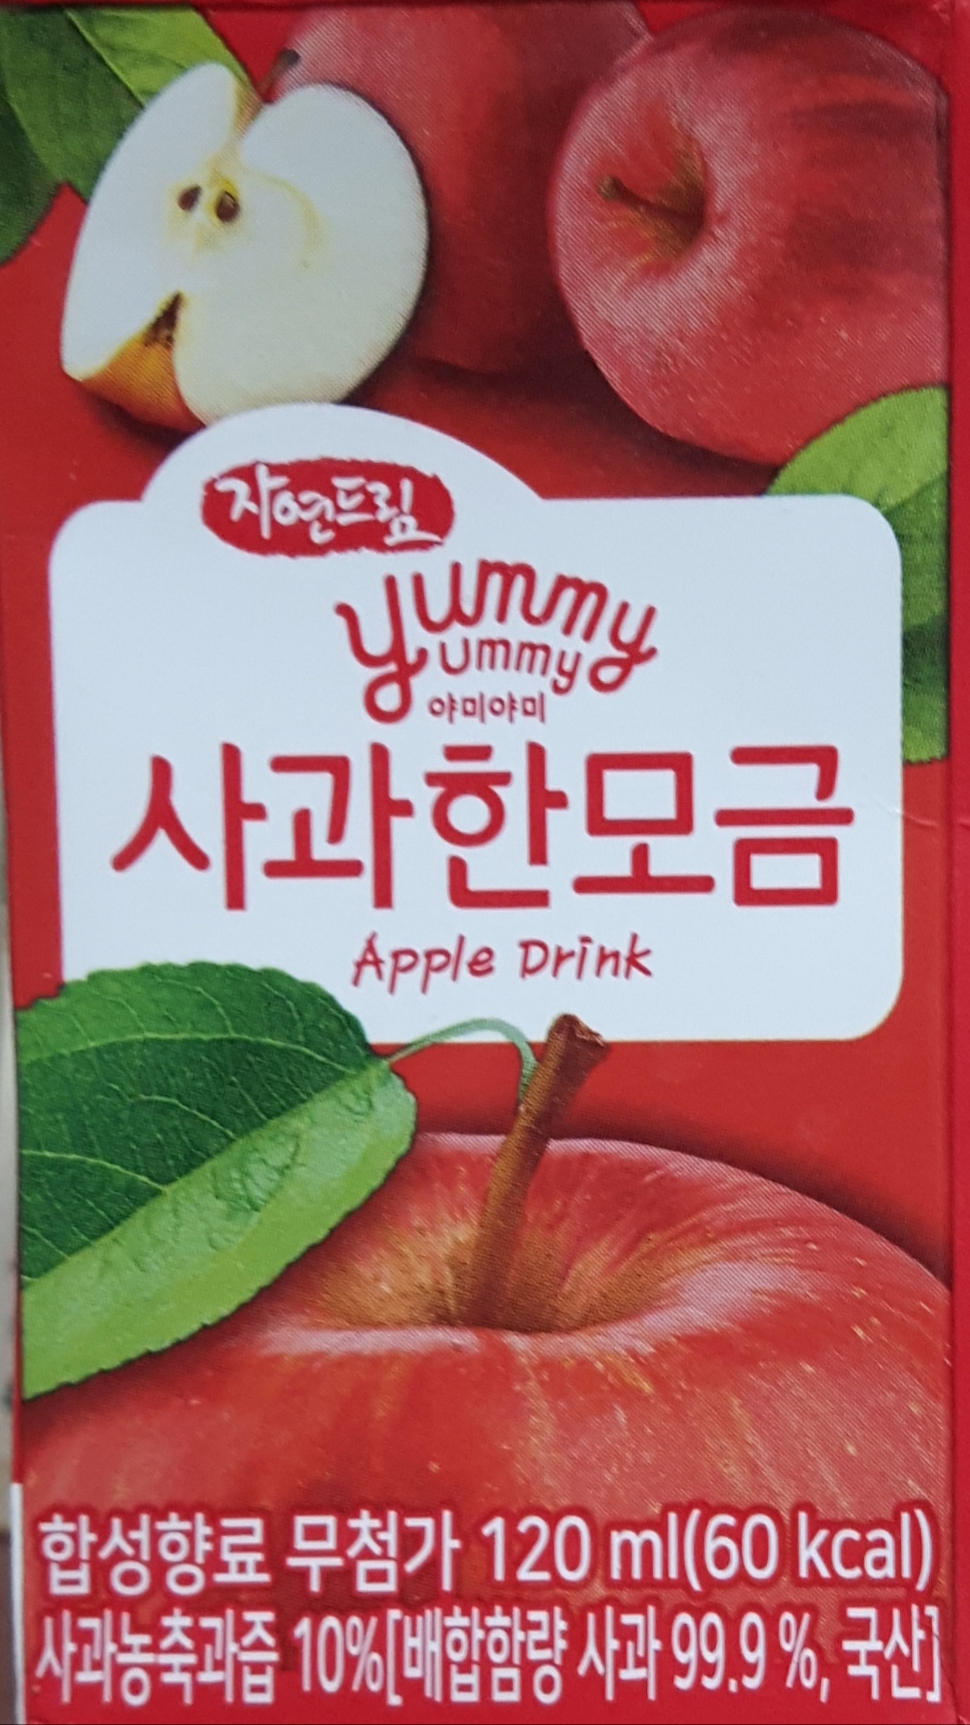 자연드림
yummy
yummy
야미야미
사과한모금
Apple Drink
합성향료 무첨가 120 ml(60 kcal)
사과농축과즙 10%[배합함량 사과 99.9 %, 국산]